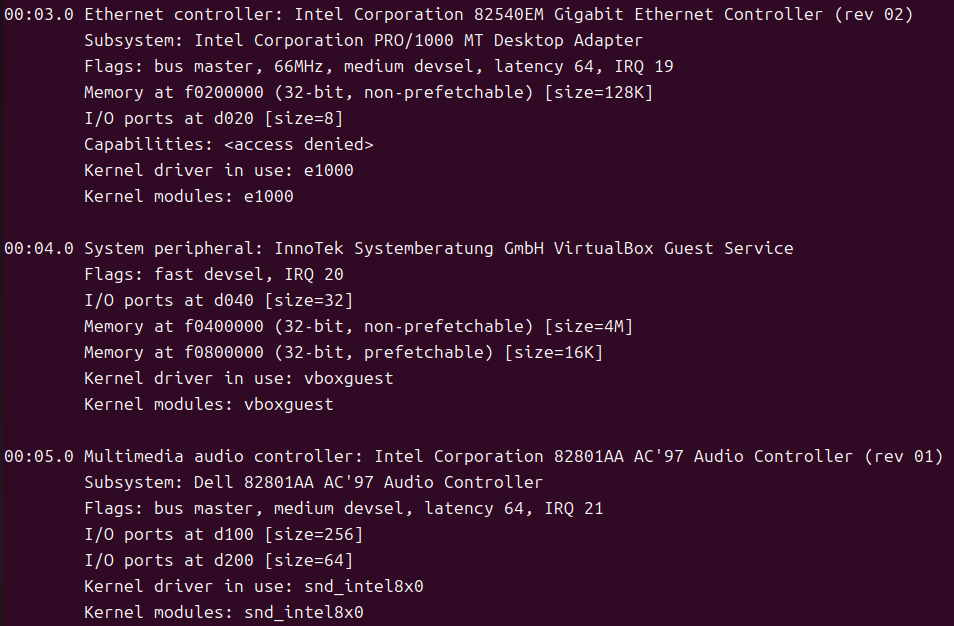 00:03.0 Ethernet controller: Intel Corporation 82540EM Gigabit Ethernet Controller (rev 02)
Subsystem: Intel Corporation PRO/1000 MT Desktop Adapter
Flags: bus master, 66MHz, medium devsel, latency 64, IRQ 19
Memory at f0200000 (32-bit, non-prefetchable) [size=128K]
I/O ports at d020 [size=8]
Capabilities: <access denied>
Kernel driver in use: e1000
Kernel modules: e1000

00:04.0 System peripheral: InnoTek Systemberatung GmbH VirtualBox Guest Service
Flags: fast devsel, IRQ 20
I/O ports at d040 [size=32]
Memory at f0400000 (32-bit, non-prefetchable) [size=4M]
Memory at f0800000 (32-bit, prefetchable) [size=16K]
Kernel driver in use: vboxguest
Kernel modules: vboxguest

00:05.0 Multimedia audio controller: Intel Corporation 82801AA AC'97 Audio Controller (rev 01)
Subsystem: Dell 82801AA AC'97 Audio Controller
Flags: bus master, medium devsel, latency 64, IRQ 21
I/O ports at d100 [size=256]
I/O ports at d200 [size=64]
Kernel driver in use: snd_intel8x0
Kernel modules: snd_intel8x0